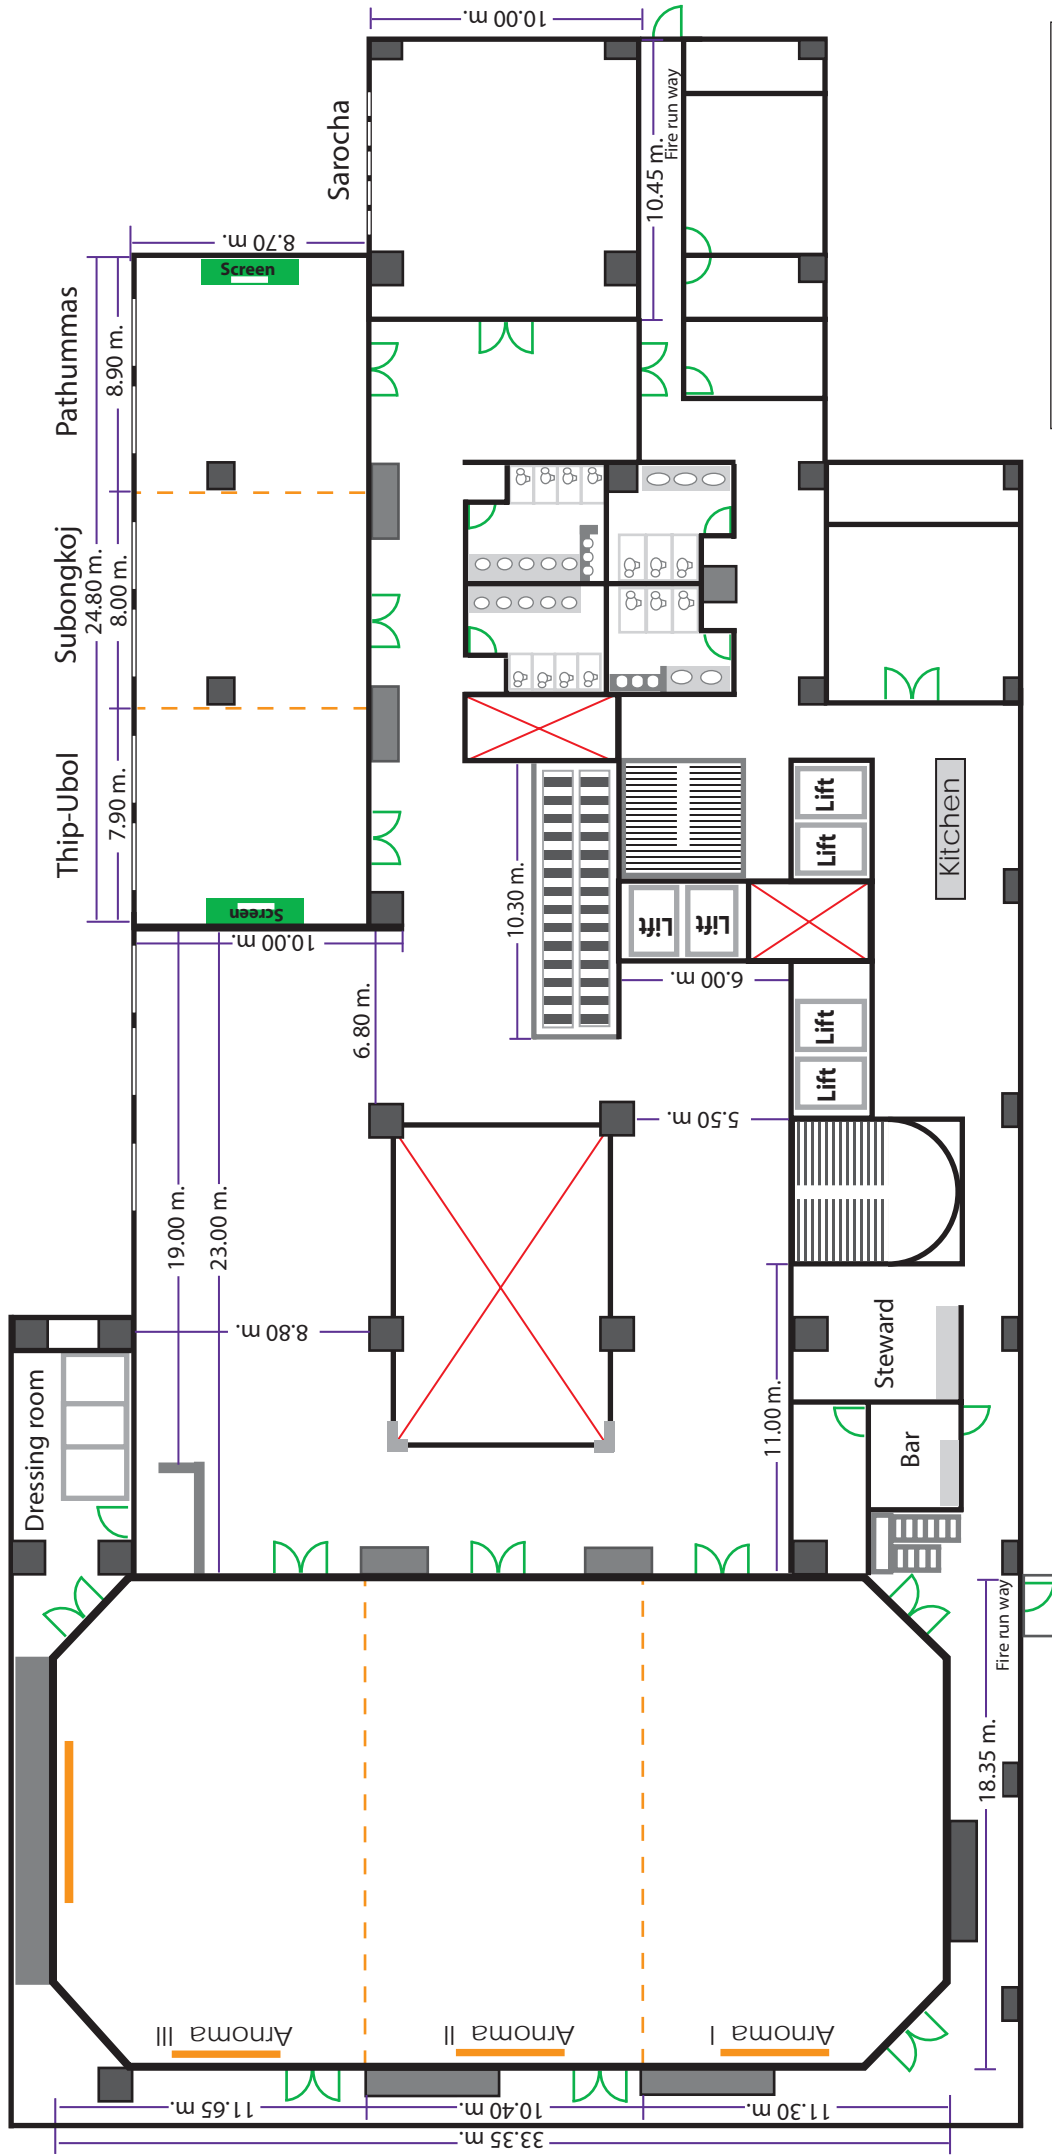 10.00 m.
Sarocha
10.45 m.
Fire run way
8.70 m.
Screen
Pathummas
8.90 m.
24.80 m.
Subongkoj
8.00 m.
Thip-Ubol
7.90 m.
Screen
10.00 m.
6. 80 m.
10.30 m.
Lift
Lift
Lift
Lift
6.00 m.
Lift
Lift
Kitchen
5.50 m.
19.00 m.
23.00 m.
8.80 m.
Dressing room
11.00 m.
Steward
Bar
Fire run way
18.35 m.
Arnoma III
Arnoma II
Arnoma I
11.65 m.
10.40 m.
11.30 m.
33.35 m.